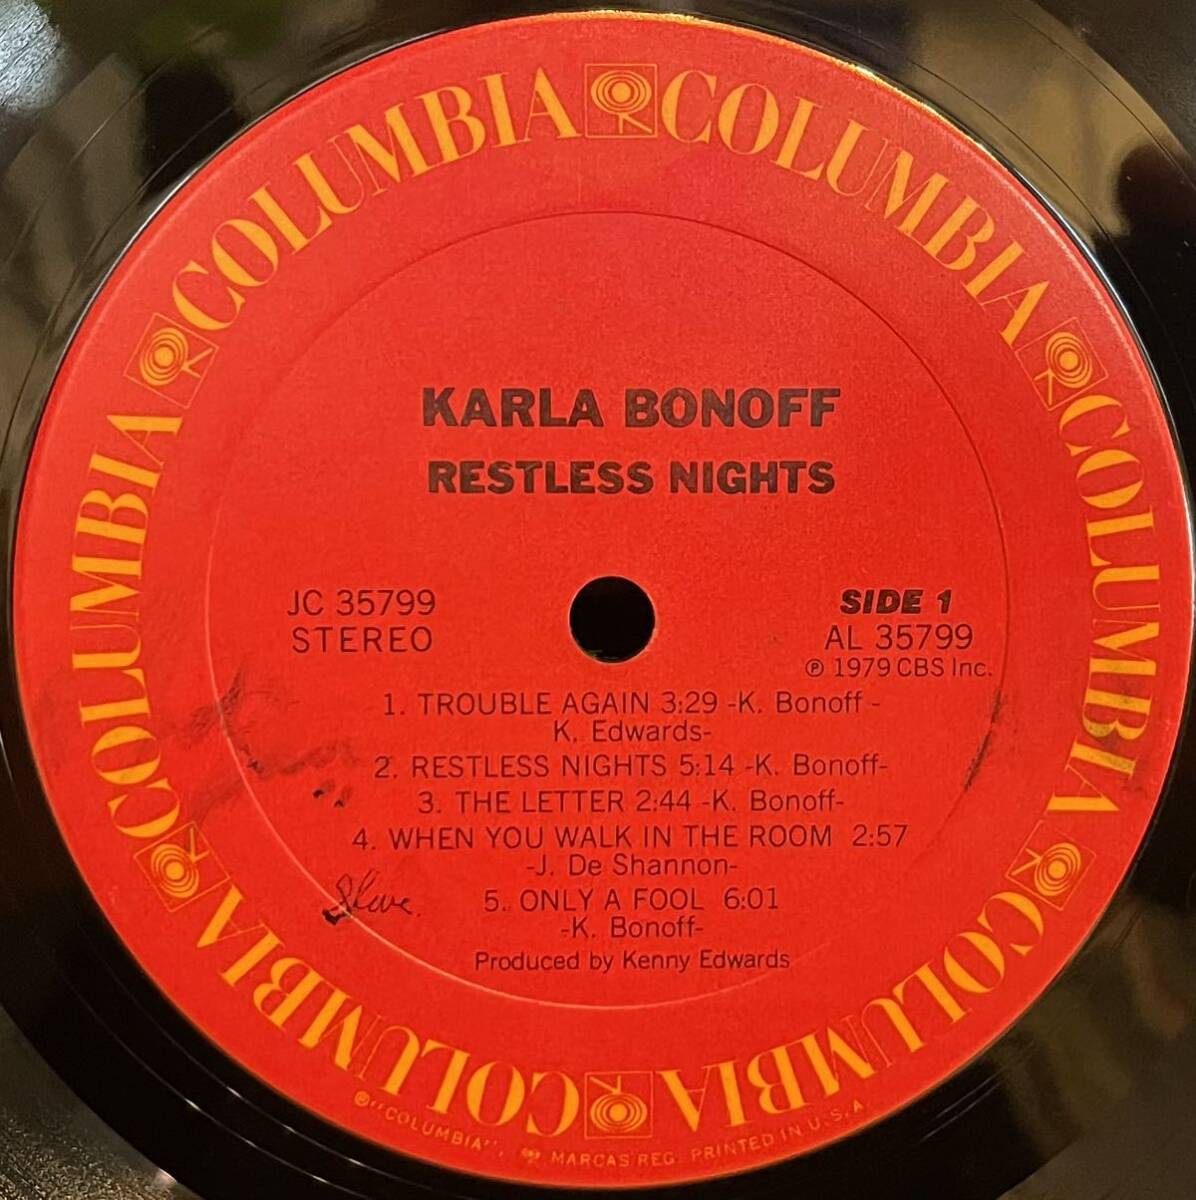 COLUMBIA COLUMBIA COLUMBIA COLUMBIA COLUMBIA COLUMBIA COLUMBIA COLUMBIA
KARLA BONOFF
RESTLESS NIGHTS
JC 35799
STEREO
SIDE 1
AL 35799
℗ 1979 CBS Inc.
1. TROUBLE AGAIN 3:29 -K. Bonoff -
K. Edwards-
2. RESTLESS NIGHTS 5:14 -K. Bonoff-
3. THE LETTER 2:44 -K. Bonoff-
4. WHEN YOU WALK IN THE ROOM 2:57
-J. De Shannon-
5. ONLY A FOOL 6:01
-K. Bonoff-
Produced by Kenny Edwards
®"COLUMBIA", MARCAS REG. PRINTED IN U.S.A